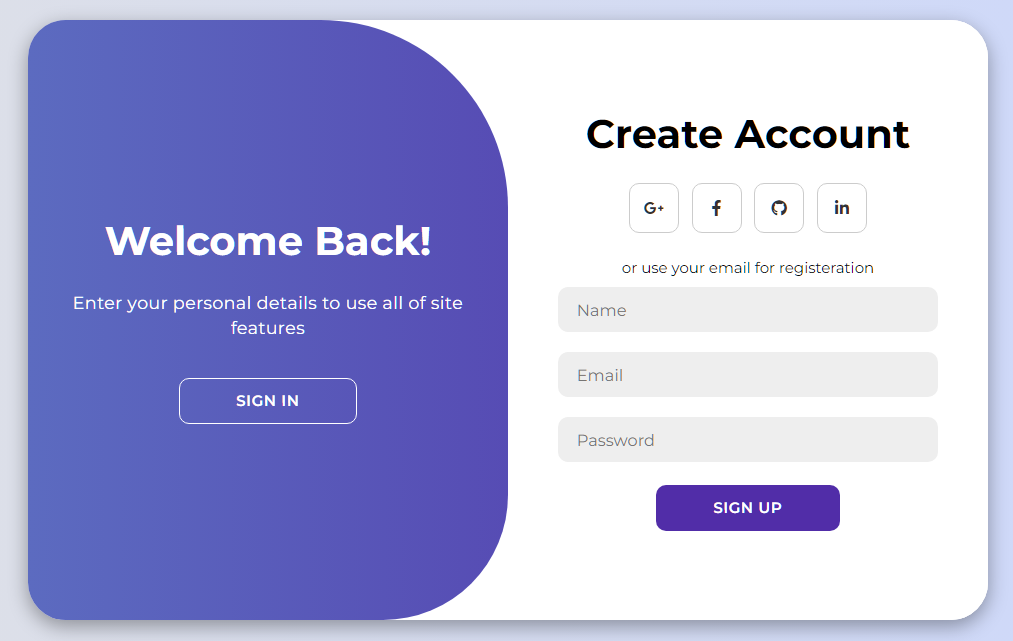 Welcome Back!
Enter your personal details to use all of site
features
SIGN IN
Create Account
G+
f
in
or use your email for registeration
Name
Email
Password
SIGN UP